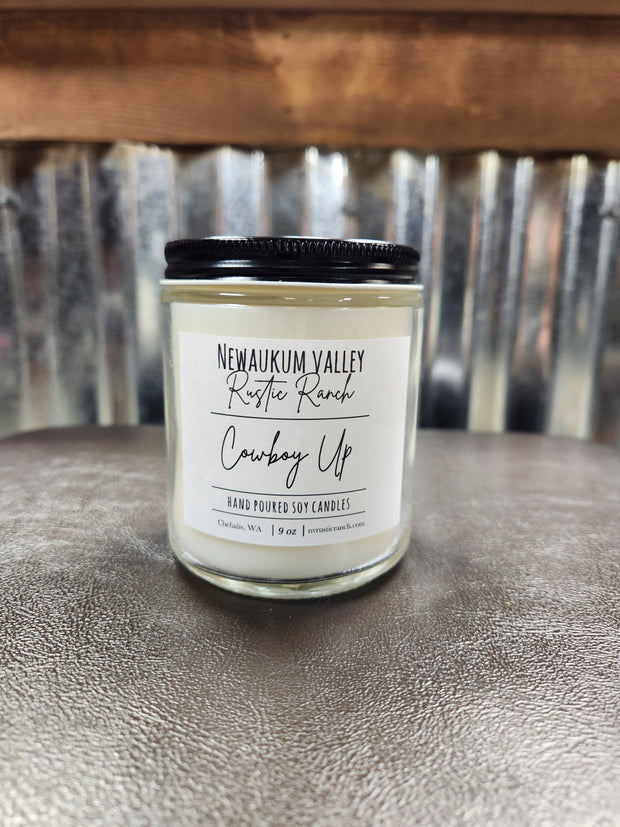 NEWAUKUM VALLEY
Rustic Ranch
Cowboy Up
HAND POURED SOY CANDLES
Chehalis, WA | 9 oz | nvrusticranch.com